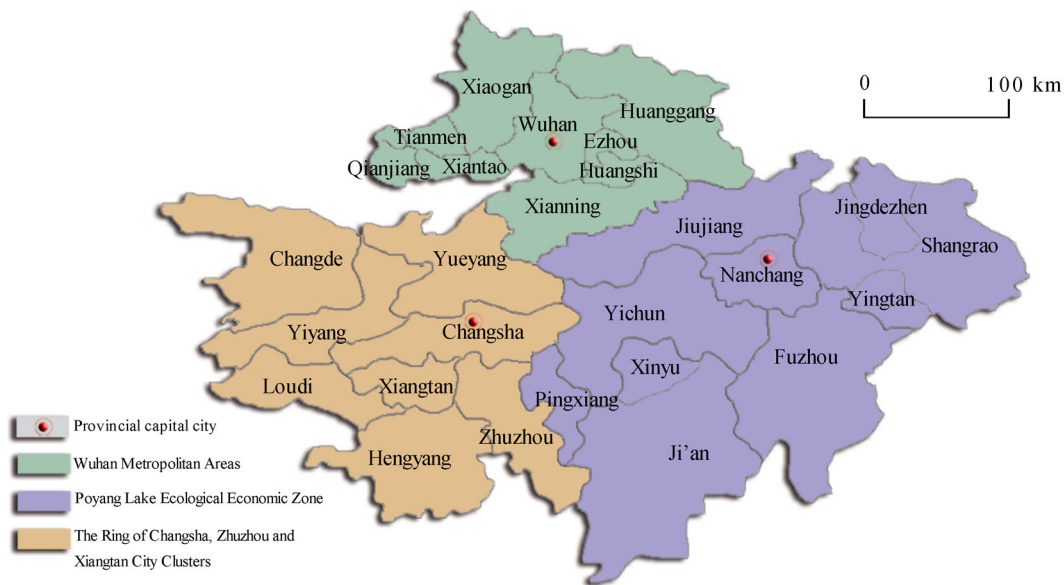 0 100 km
Xiaogan
Huanggang
Wuhan
Tianmen
Ezhou
Qianjiang
Xiantao
Huangshi
Xianning
Jiujiang
Jingdezhen
Shangrao
Changde
Yueyang
Nanchang
Yingtan
Yichun
Yiyang
Changsha
Fuzhou
Xinyu
Loudi
Xiangtan
Pingxiang
Zhuzhou
Ji'an
Hengyang
Provincial capital city
Wuhan Metropolitan Areas
Poyang Lake Ecological Economic Zone
The Ring of Changsha, Zhuzhou and
Xiangtan City Clusters